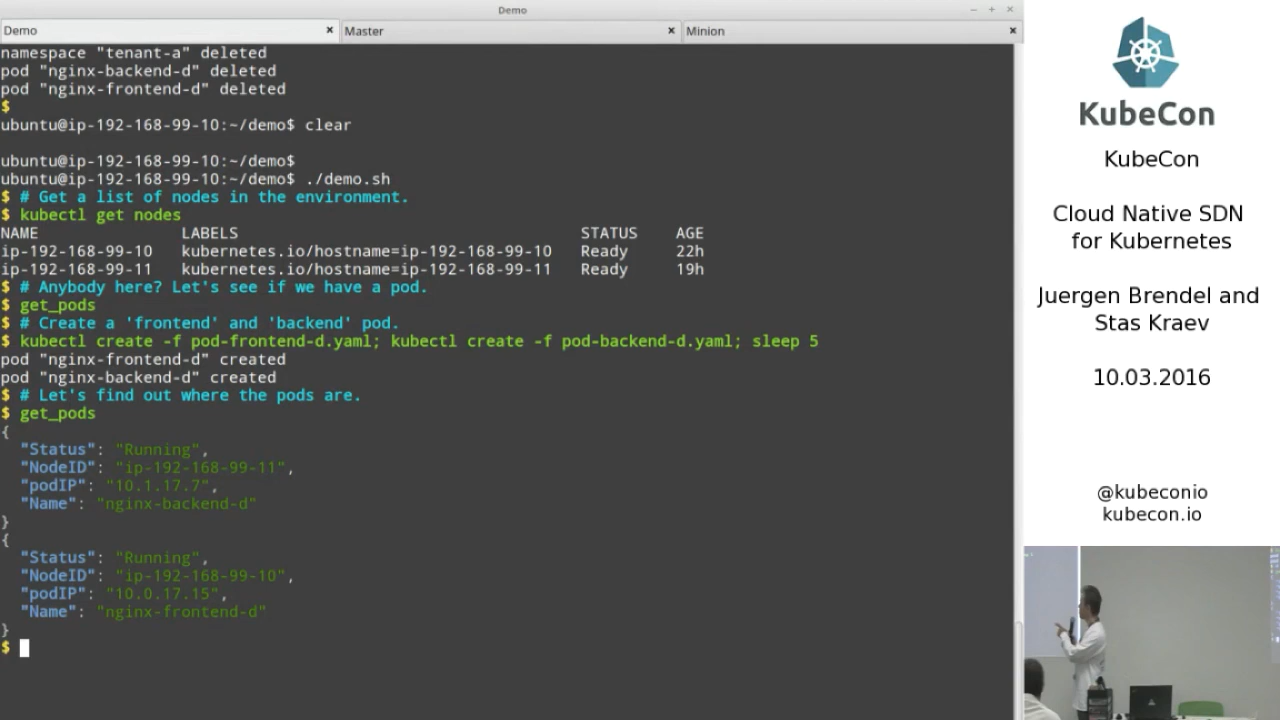 Demo
Demo × Master × Minion ×
namespace "tenant-a" deleted
pod "nginx-backend-d" deleted
pod "nginx-frontend-d" deleted
$
ubuntu@ip-192-168-99-10:~/demo$ clear
ubuntu@ip-192-168-99-10:~/demo$
ubuntu@ip-192-168-99-10:~/demo$ ./demo.sh
$ # Get a list of nodes in the environment.
$ kubectl get nodes
NAME LABELS STATUS AGE
ip-192-168-99-10 kubernetes.io/hostname=ip-192-168-99-10 Ready 22h
ip-192-168-99-11 kubernetes.io/hostname=ip-192-168-99-11 Ready 19h
$ # Anybody here? Let's see if we have a pod.
$ get_pods
$ # Create a 'frontend' and 'backend' pod.
$ kubectl create -f pod-frontend-d.yaml; kubectl create -f pod-backend-d.yaml; sleep 5
pod "nginx-frontend-d" created
pod "nginx-backend-d" created
$ # Let's find out where the pods are.
$ get_pods
{
"Status": "Running",
"NodeID": "ip-192-168-99-11",
"podIP": "10.1.17.7",
"Name": "nginx-backend-d"
}
{
"Status": "Running",
"NodeID": "ip-192-168-99-10",
"podIP": "10.0.17.15",
"Name": "nginx-frontend-d"
}
$
KubeCon
KubeCon
Cloud Native SDN
for Kubernetes
Juergen Brendel and
Stas Kraev
10.03.2016
@kubeconio
kubecon.io